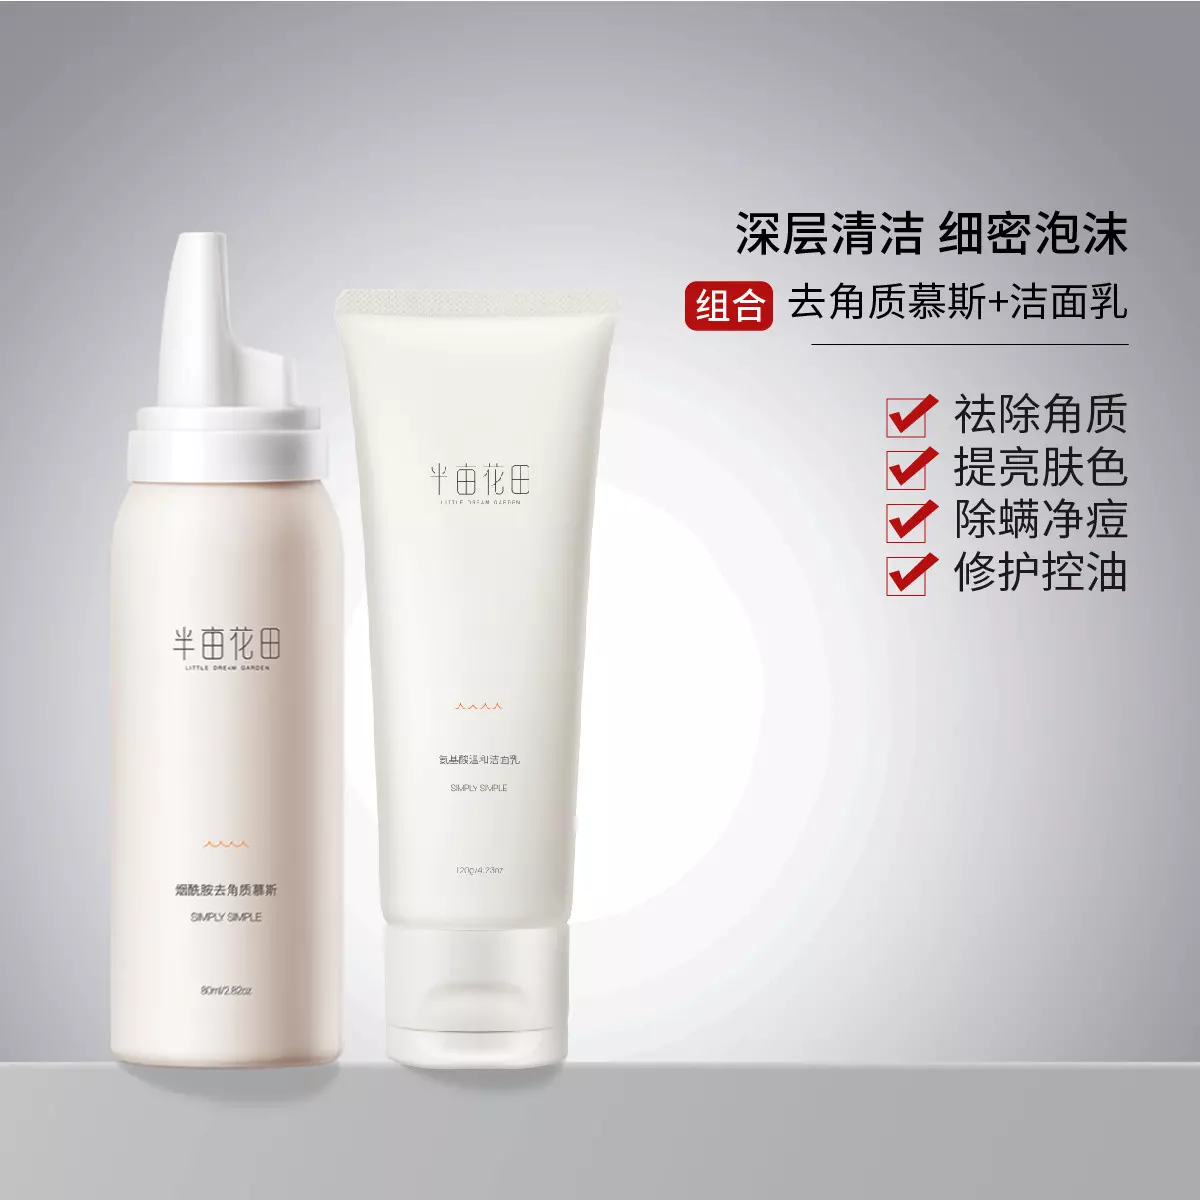 深层清洁 细密泡沫
组合 去角质慕斯+洁面乳
祛除角质
提亮肤色
除螨净痘
修护控油
半亩花田
LITTLE DREAM GARDEN
氨基酸温和洁面乳
SIMPLY SIMPLE
120g/4.23oz
半亩花田
LITTLE DREAM GARDEN
烟酰胺去角质慕斯
SIMPLY SIMPLE
80ml/2.82oz